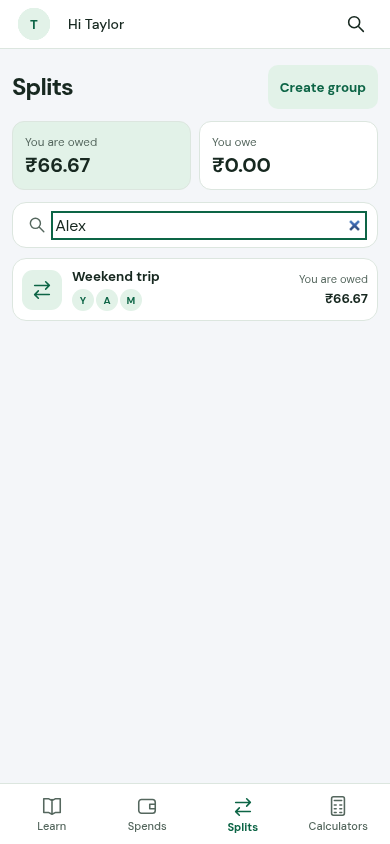 T
Hi Taylor
Splits
Create group
You are owed
₹66.67
You owe
₹0.00
Alex
Weekend trip
You are owed
Y A M
₹66.67
Learn
Spends
Splits
Calculators